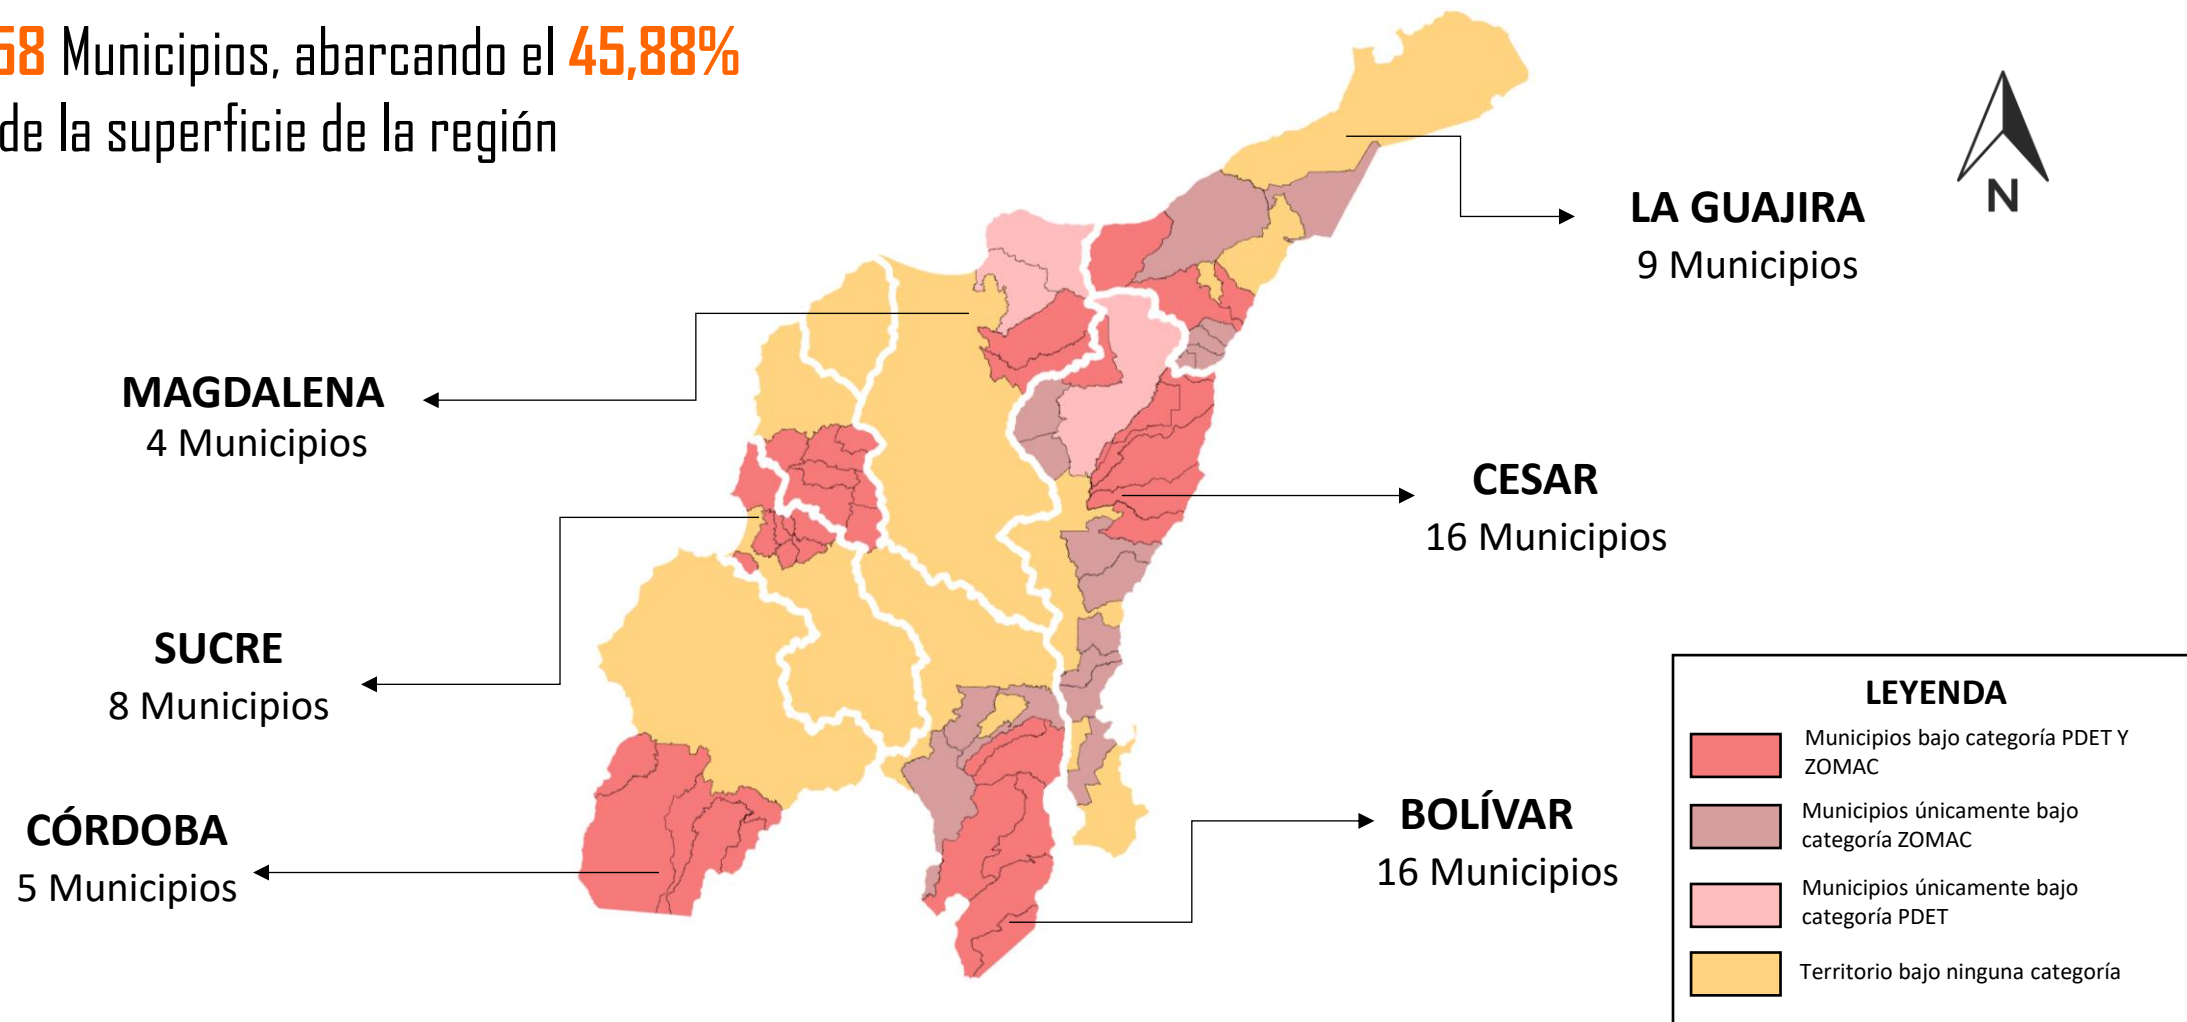 58 Municipios, abarcando el 45,88%
de la superficie de la región
N
LA GUAJIRA
9 Municipios
MAGDALENA
4 Municipios
CESAR
16 Municipios
SUCRE
8 Municipios
CÓRDOBA
5 Municipios
BOLÍVAR
16 Municipios
LEYENDA
Municipios bajo categoría PDET Y
ZOMAC
Municipios únicamente bajo
categoría ZOMAC
Municipios únicamente bajo
categoría PDET
Territorio bajo ninguna categoría